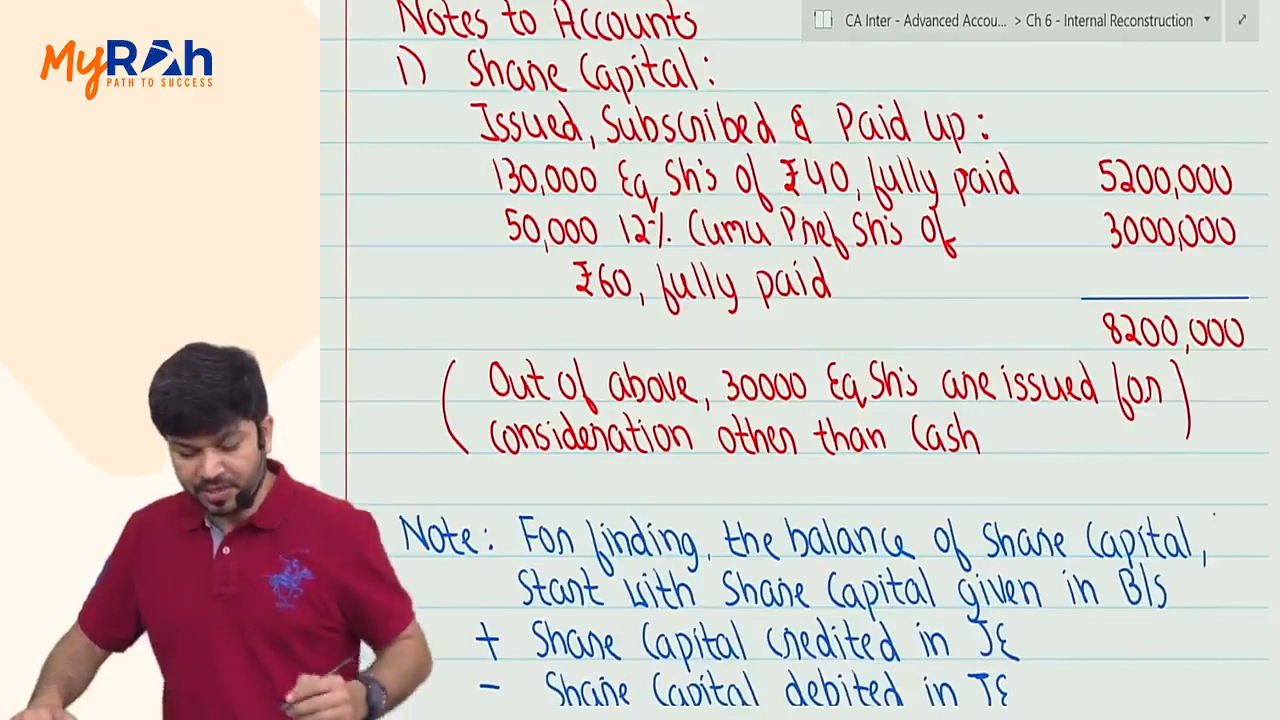 MyRAh
PATH TO SUCCESS
CA Inter - Advanced Accou... > Ch 6 - Internal Reconstruction
Notes to Accounts
1) Share Capital:
Issued, Subscribed & Paid up:
130,000 Eq Sh's of ₹40, fully paid 5200,000
50,000 12% Cumu Pref Sh's of 3000,000
₹60, fully paid
8200,000
(Out of above, 30000 Eq Sh's are issued for
consideration other than Cash)
Note: For finding, the balance of Share Capital,
Start with Share Capital given in B/s
+ Share Capital credited in JE
- Share Capital debited in JE